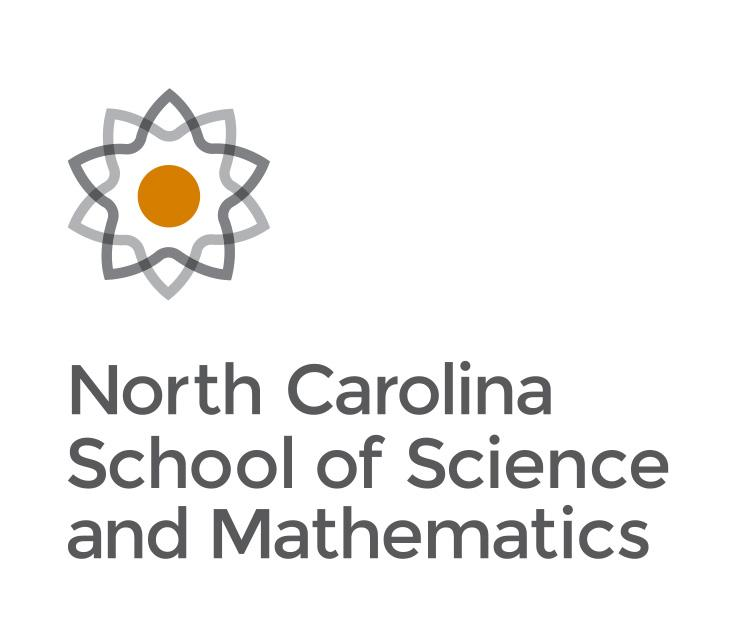 North Carolina
School of Science
and Mathematics